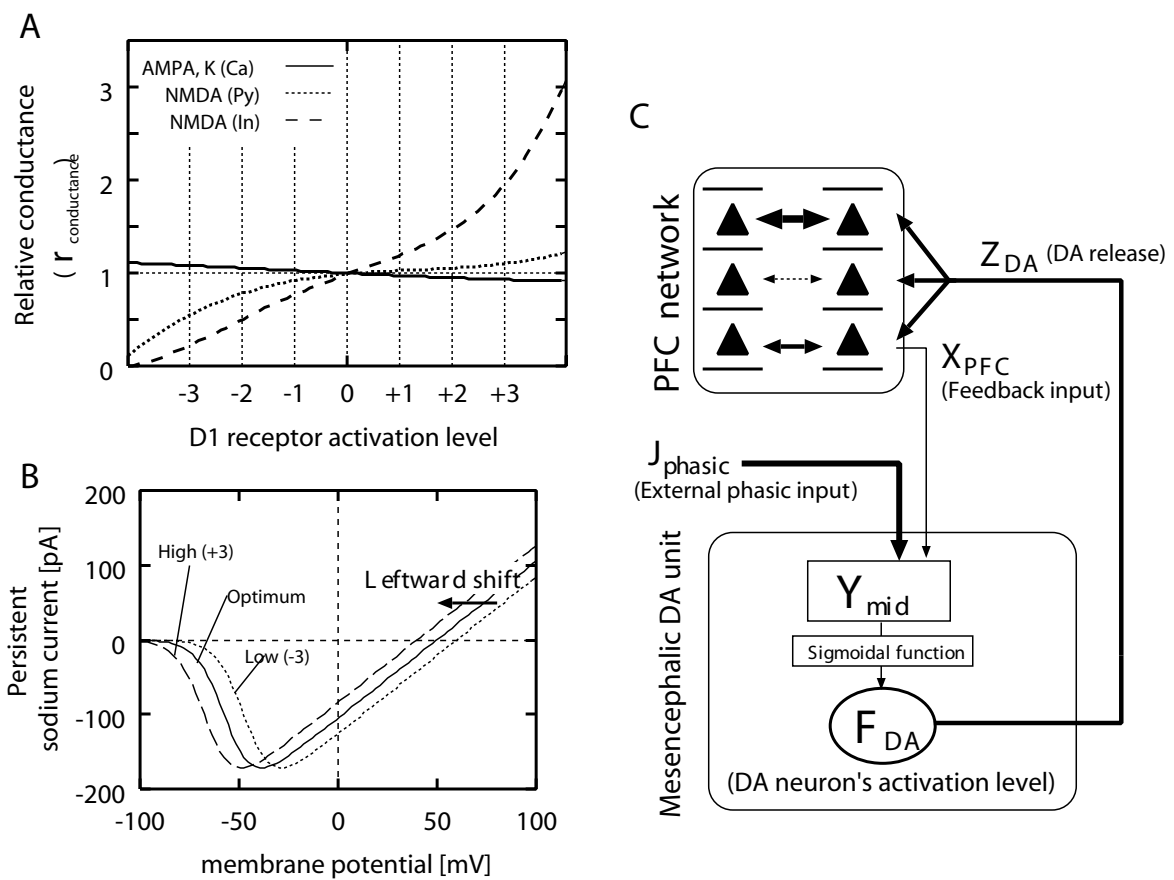 A
AMPA, K (Ca)
NMDA (Py)
NMDA (In)
3
2
1
0
-3 -2 -1 0 +1 +2 +3
D1 receptor activation level
Relative conductance
( r conductance )
B
200
100
0
-100
-200
High (+3)
Optimum
Low (-3)
L eftward shift
-100 -50 0 50 100
membrane potential [mV]
Persistent
sodium current [pA]
C
PFC network
Z DA (DA release)
X PFC
(Feedback input)
J phasic
(External phasic input)
Mesencephalic DA unit
Y mid
Sigmoidal function
F DA
(DA neuron's activation level)